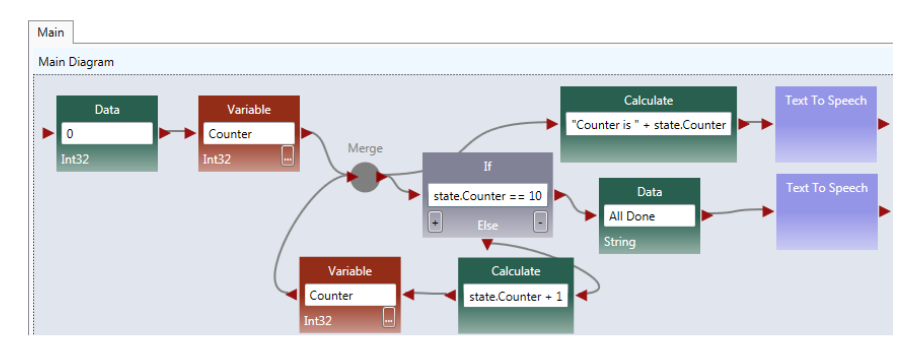 Main
Main Diagram
Data
0
Int32
Variable
Counter
Int32
...
Merge
If
state.Counter == 10
+
Else
-
Calculate
"Counter is " + state.Counter
Text To Speech
Data
All Done
String
Text To Speech
Variable
Counter
Int32
...
Calculate
state.Counter + 1